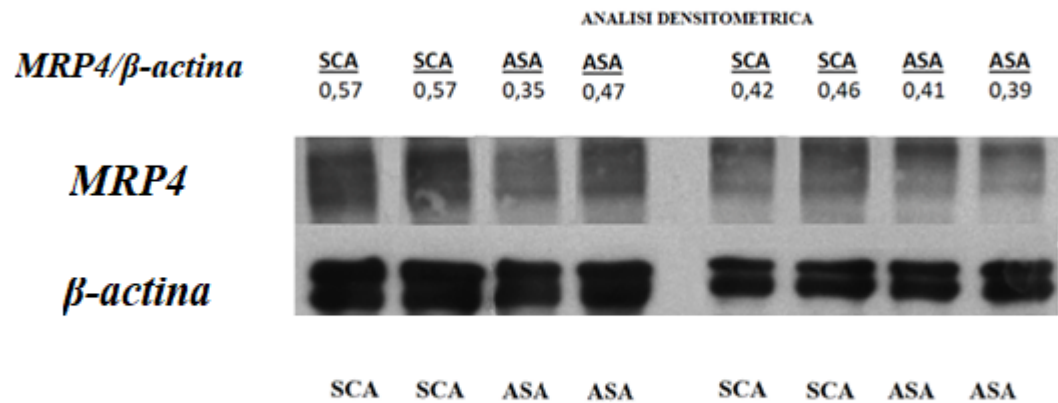 ANALISI DENSITOMETRICA
MRP4/β-actina SCA SCA ASA ASA SCA SCA ASA ASA
0,57 0,57 0,35 0,47 0,42 0,46 0,41 0,39
MRP4
β-actina
SCA SCA ASA ASA SCA SCA ASA ASA